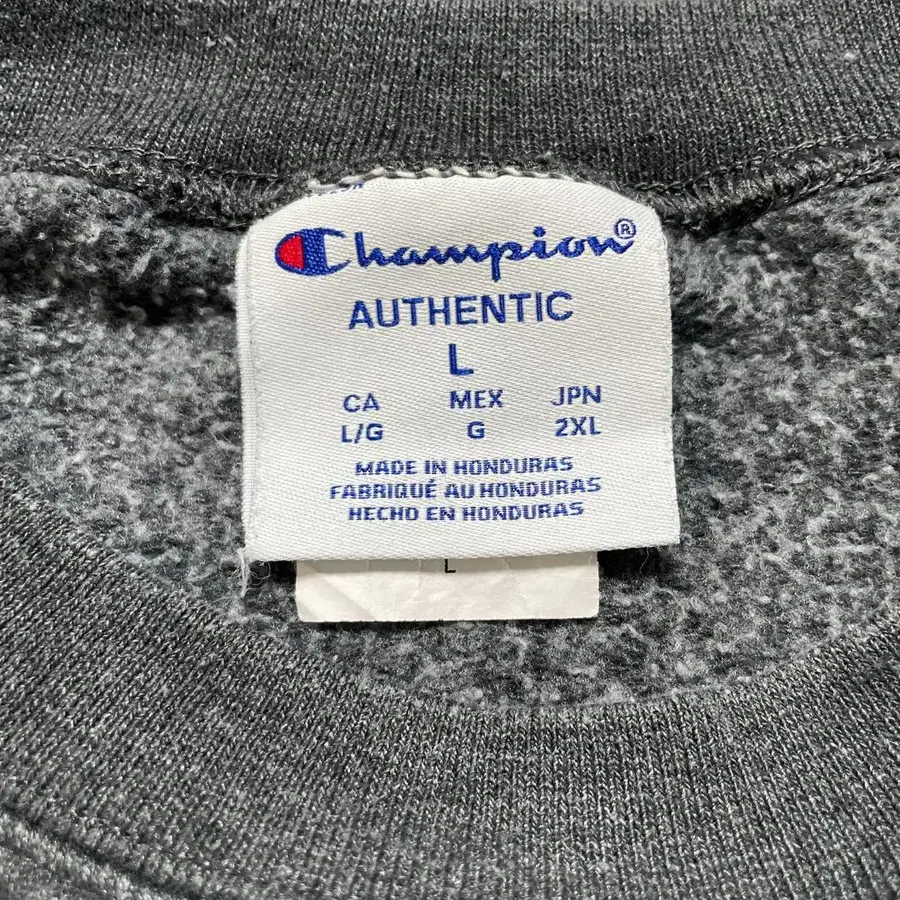 Champion®
AUTHENTIC
L
CA MEX JPN
L/G G 2XL
MADE IN HONDURAS
FABRIQUÉ AU HONDURAS
HECHO EN HONDURAS
L